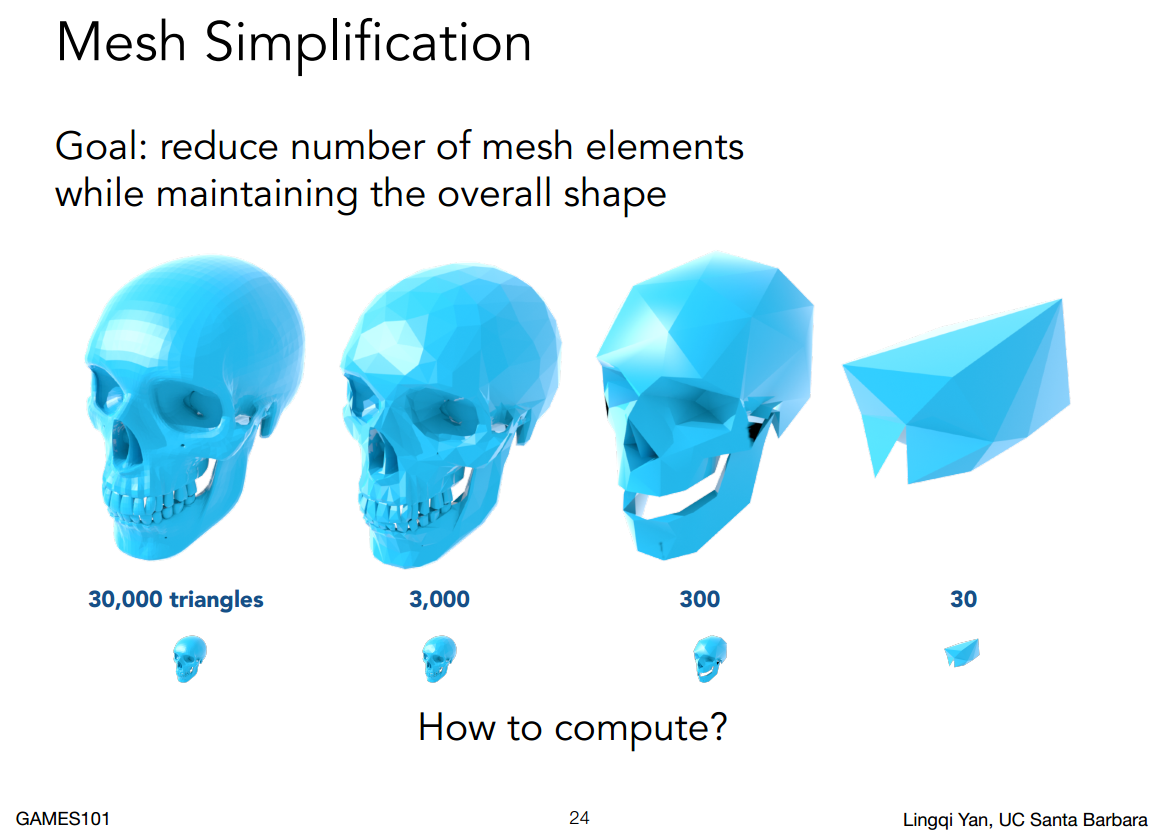 Mesh Simplification
Goal: reduce number of mesh elements
while maintaining the overall shape
30,000 triangles
3,000
300
30
How to compute?
GAMES101
24
Lingqi Yan, UC Santa Barbara